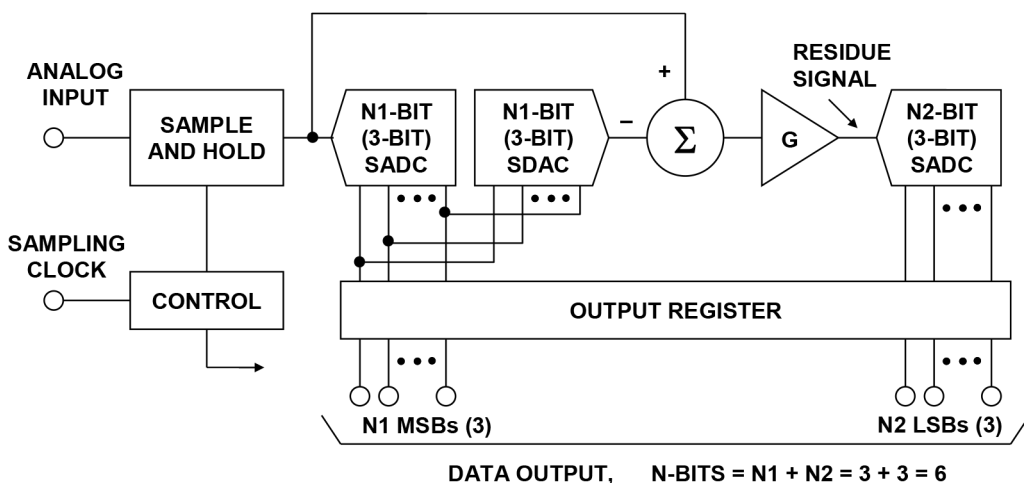 ANALOG
INPUT
SAMPLE
AND HOLD
N1-BIT
(3-BIT)
SADC
N1-BIT
(3-BIT)
SDAC
+
–
Σ
G
RESIDUE
SIGNAL
N2-BIT
(3-BIT)
SADC
SAMPLING
CLOCK
CONTROL
OUTPUT REGISTER
N1 MSBs (3)
N2 LSBs (3)
DATA OUTPUT, N-BITS = N1 + N2 = 3 + 3 = 6